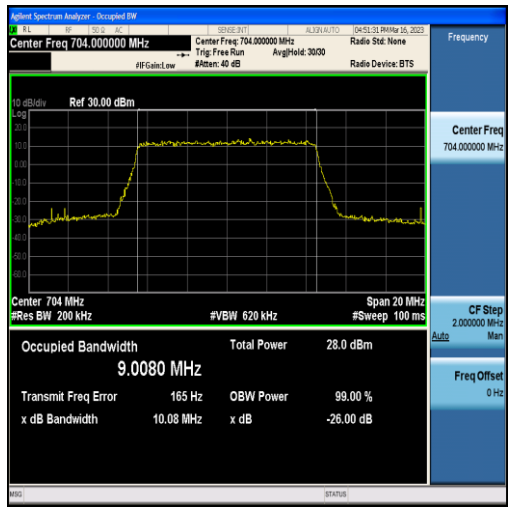 Agilent Spectrum Analyzer - Occupied BW
RL RF 50 Ω AC SENSE:INT ALIGN AUTO 04:51:31 PM Mar 16, 2023
Center Freq 704.000000 MHz Center Freq: 704.000000 MHz Radio Std: None Frequency
Trig: Free Run Avg|Hold: 30/30
#IFGain:Low #Atten: 40 dB Radio Device: BTS
10 dB/div Ref 30.00 dBm
Log
20.0
10.0
0.00
-10.0
-20.0
-30.0
-40.0
-50.0
-60.0
Center Freq
704.000000 MHz
Center 704 MHz Span 20 MHz
#Res BW 200 kHz #VBW 620 kHz #Sweep 100 ms
CF Step
2.000000 MHz
Auto Man
Occupied Bandwidth Total Power 28.0 dBm
9.0080 MHz
Transmit Freq Error 165 Hz OBW Power 99.00 %
x dB Bandwidth 10.08 MHz x dB -26.00 dB
Freq Offset
0 Hz
MSG STATUS